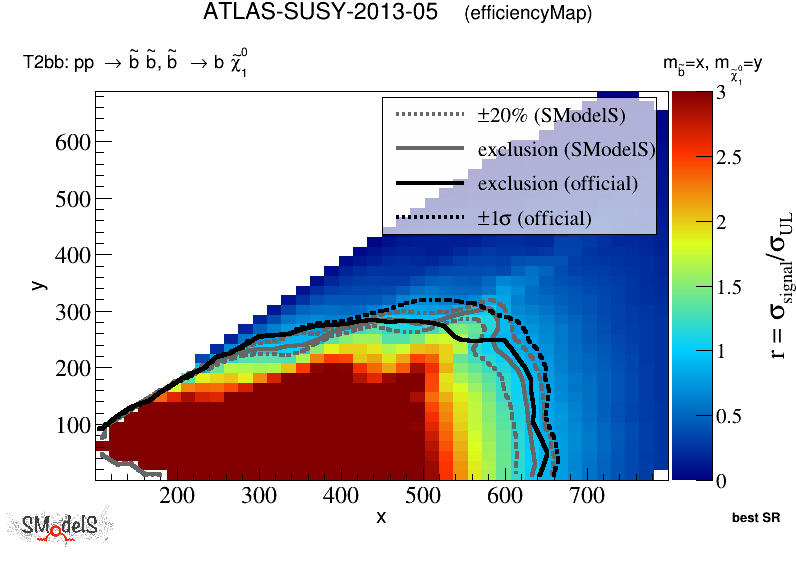 ATLAS-SUSY-2013-05 (efficiencyMap)
T2bb: pp → b̃ b̃, b̃ → b χ̃₁⁰
m_b̃=x, m_χ̃₁⁰=y
±20% (SModelS)
exclusion (SModelS)
exclusion (official)
±1σ (official)
600
500
400
300
200
100
y
200 300 400 500 600 700
x
3
2.5
2
1.5
1
0.5
0
r = σ_signal/σ_UL
SModelS
best SR